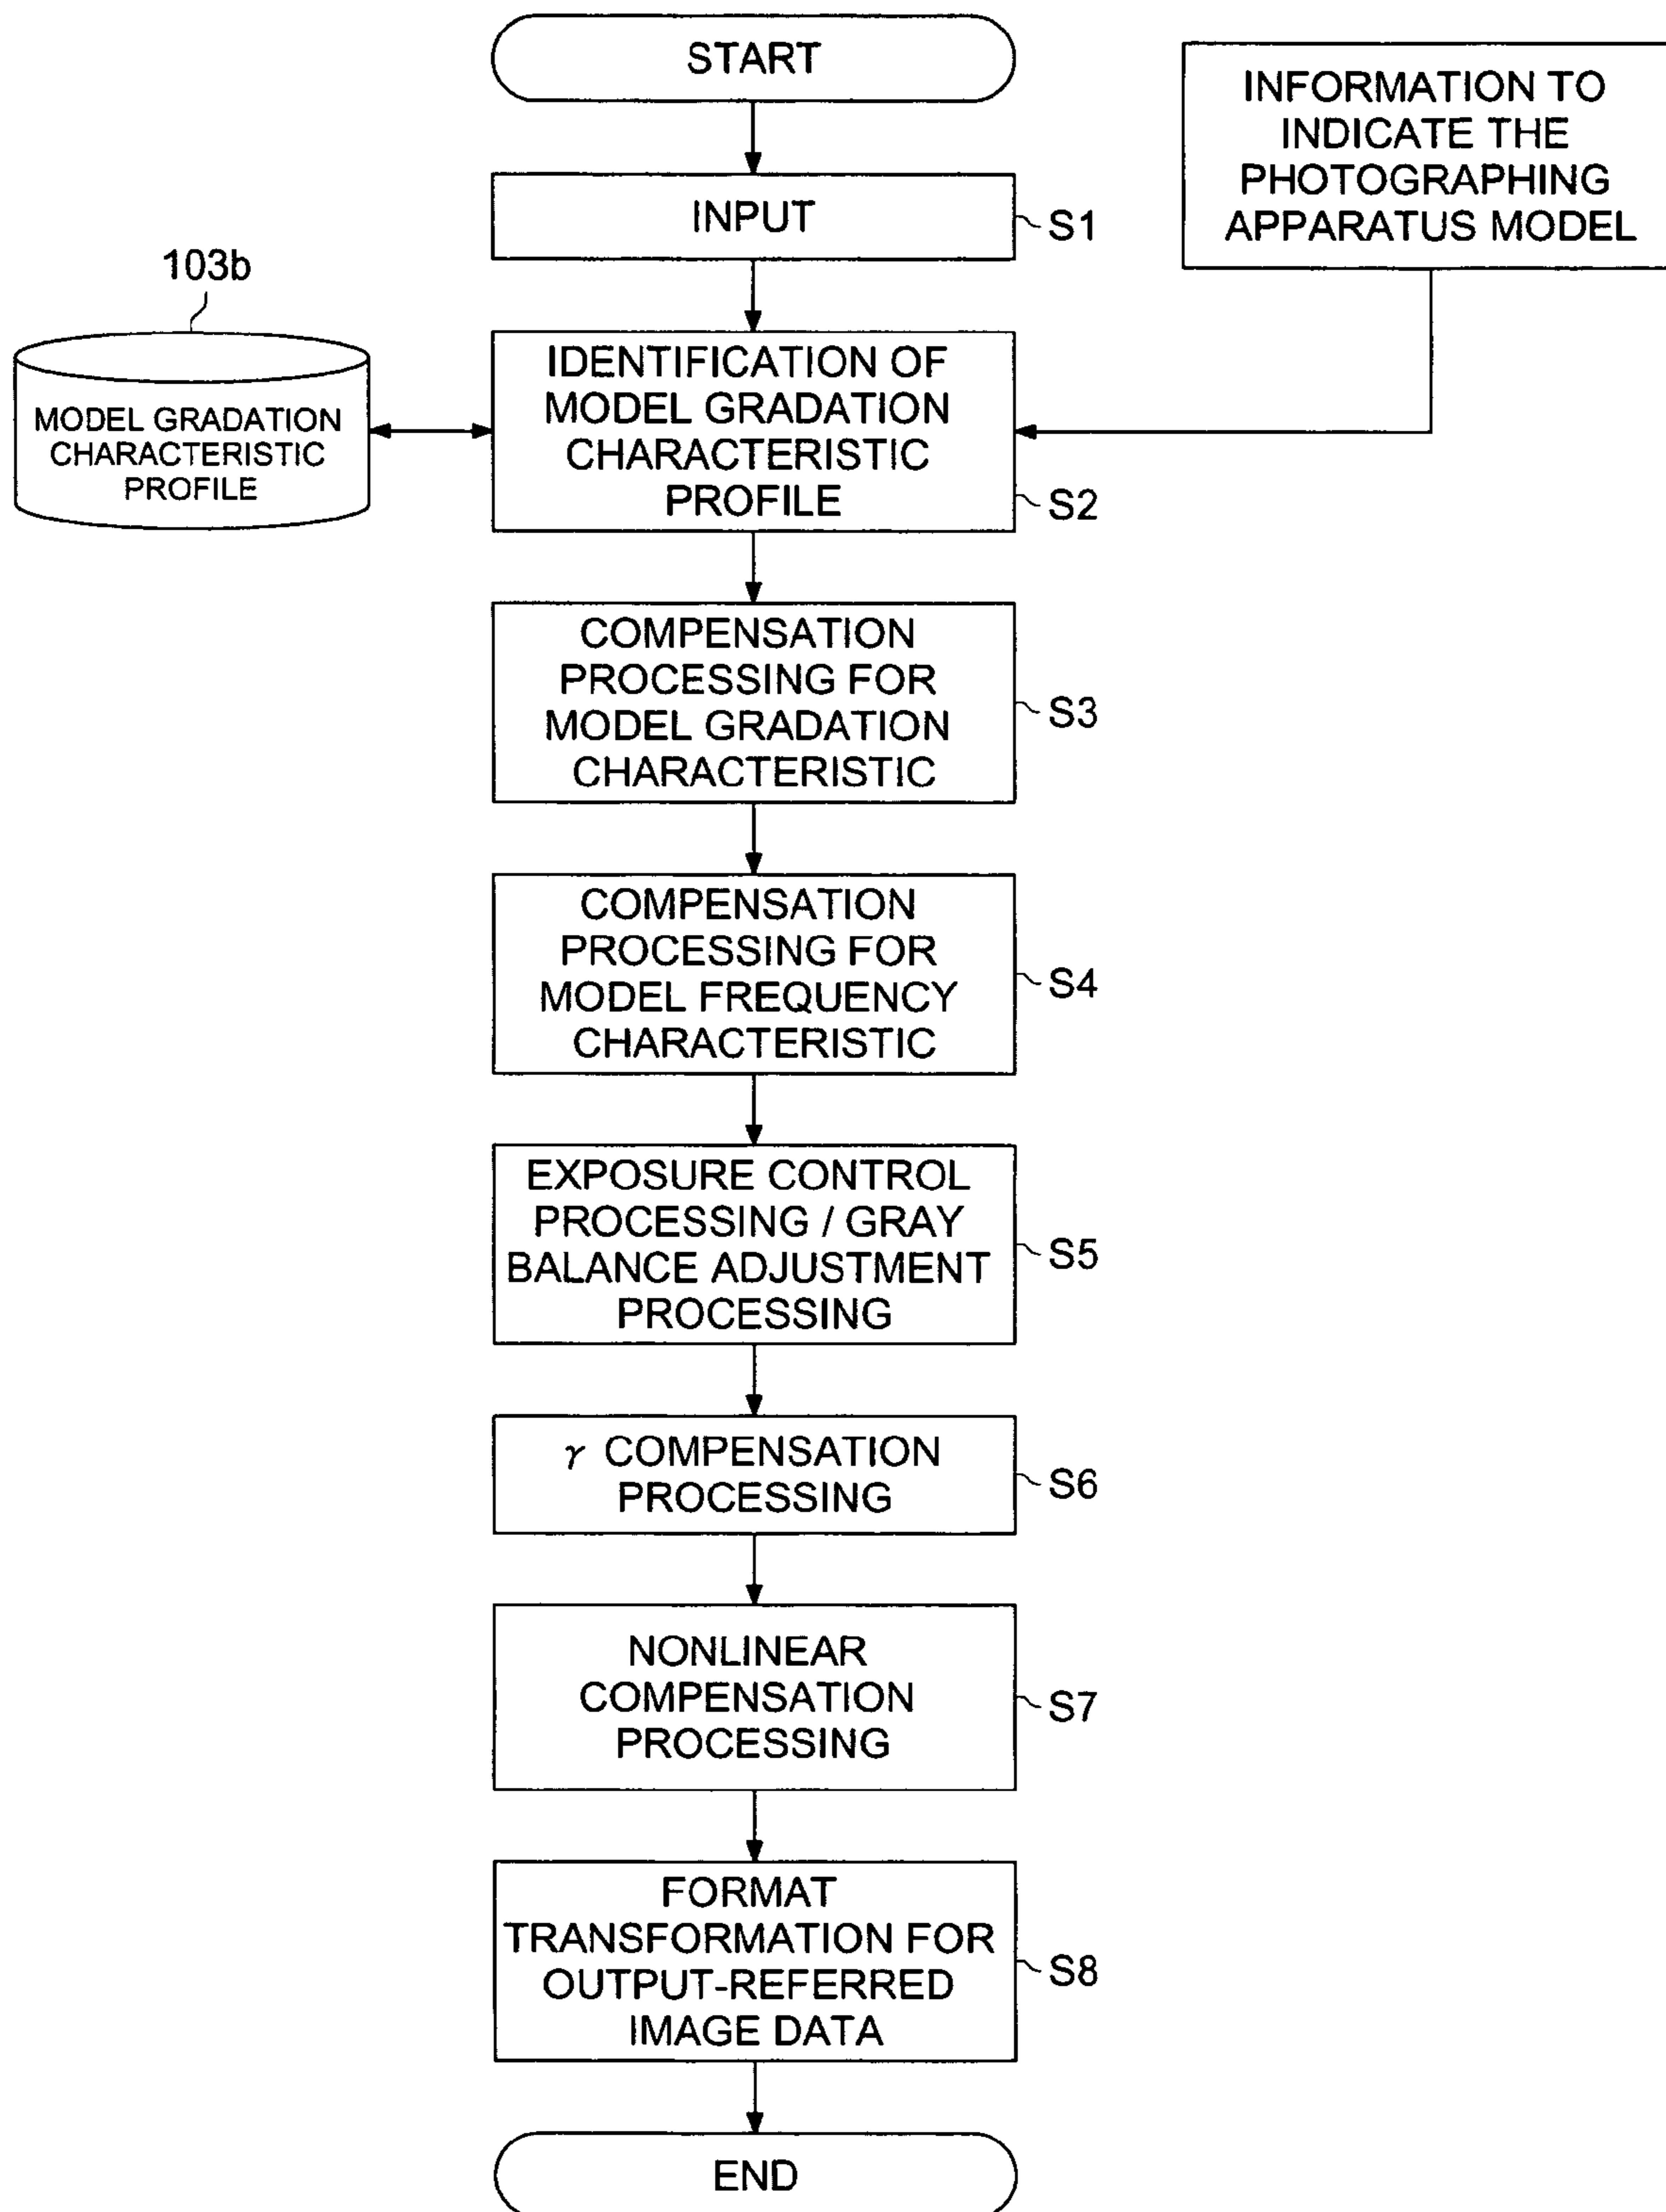 START
INFORMATION TO
INDICATE THE
PHOTOGRAPHING
APPARATUS MODEL
INPUT
S1
103b
MODEL GRADATION
CHARACTERISTIC
PROFILE
IDENTIFICATION OF
MODEL GRADATION
CHARACTERISTIC
PROFILE
S2
COMPENSATION
PROCESSING FOR
MODEL GRADATION
CHARACTERISTIC
S3
COMPENSATION
PROCESSING FOR
MODEL FREQUENCY
CHARACTERISTIC
S4
EXPOSURE CONTROL
PROCESSING / GRAY
BALANCE ADJUSTMENT
PROCESSING
S5
γ COMPENSATION
PROCESSING
S6
NONLINEAR
COMPENSATION
PROCESSING
S7
FORMAT
TRANSFORMATION FOR
OUTPUT-REFERRED
IMAGE DATA
S8
END